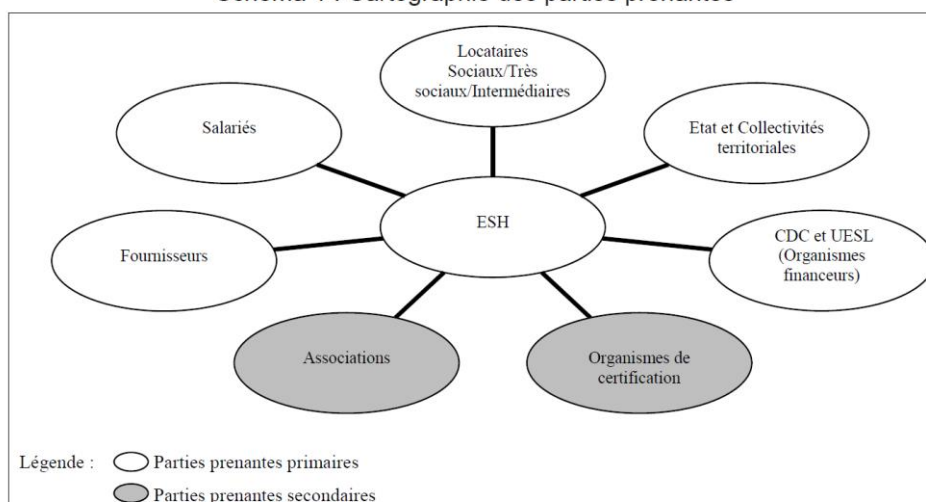 Schéma 1 : Cartographie des parties prenantes
Locataires
Sociaux/Très
sociaux/Intermédiaires
Salariés
Etat et Collectivités
territoriales
ESH
Fournisseurs
CDC et UESL
(Organismes
financeurs)
Associations
Organismes de
certification
Légende :
Parties prenantes primaires
Parties prenantes secondaires